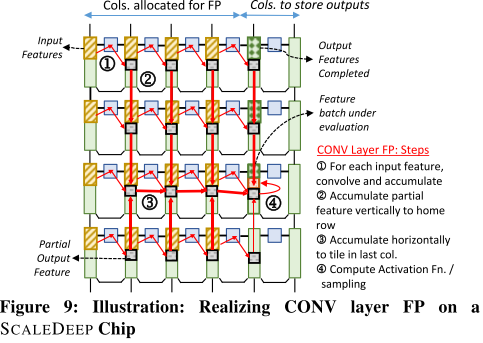 Cols. allocated for FP
Cols. to store outputs
Input
Features
Output
Features
Completed
①
②
Feature
batch under
evaluation
CONV Layer FP: Steps
① For each input feature,
convolve and accumulate
② Accumulate partial
feature vertically to home
row
③ Accumulate horizontally
to tile in last col.
④ Compute Activation Fn. /
sampling
③
④
Partial
Output
Feature
Figure 9: Illustration: Realizing CONV layer FP on a
SCALEDEEP Chip